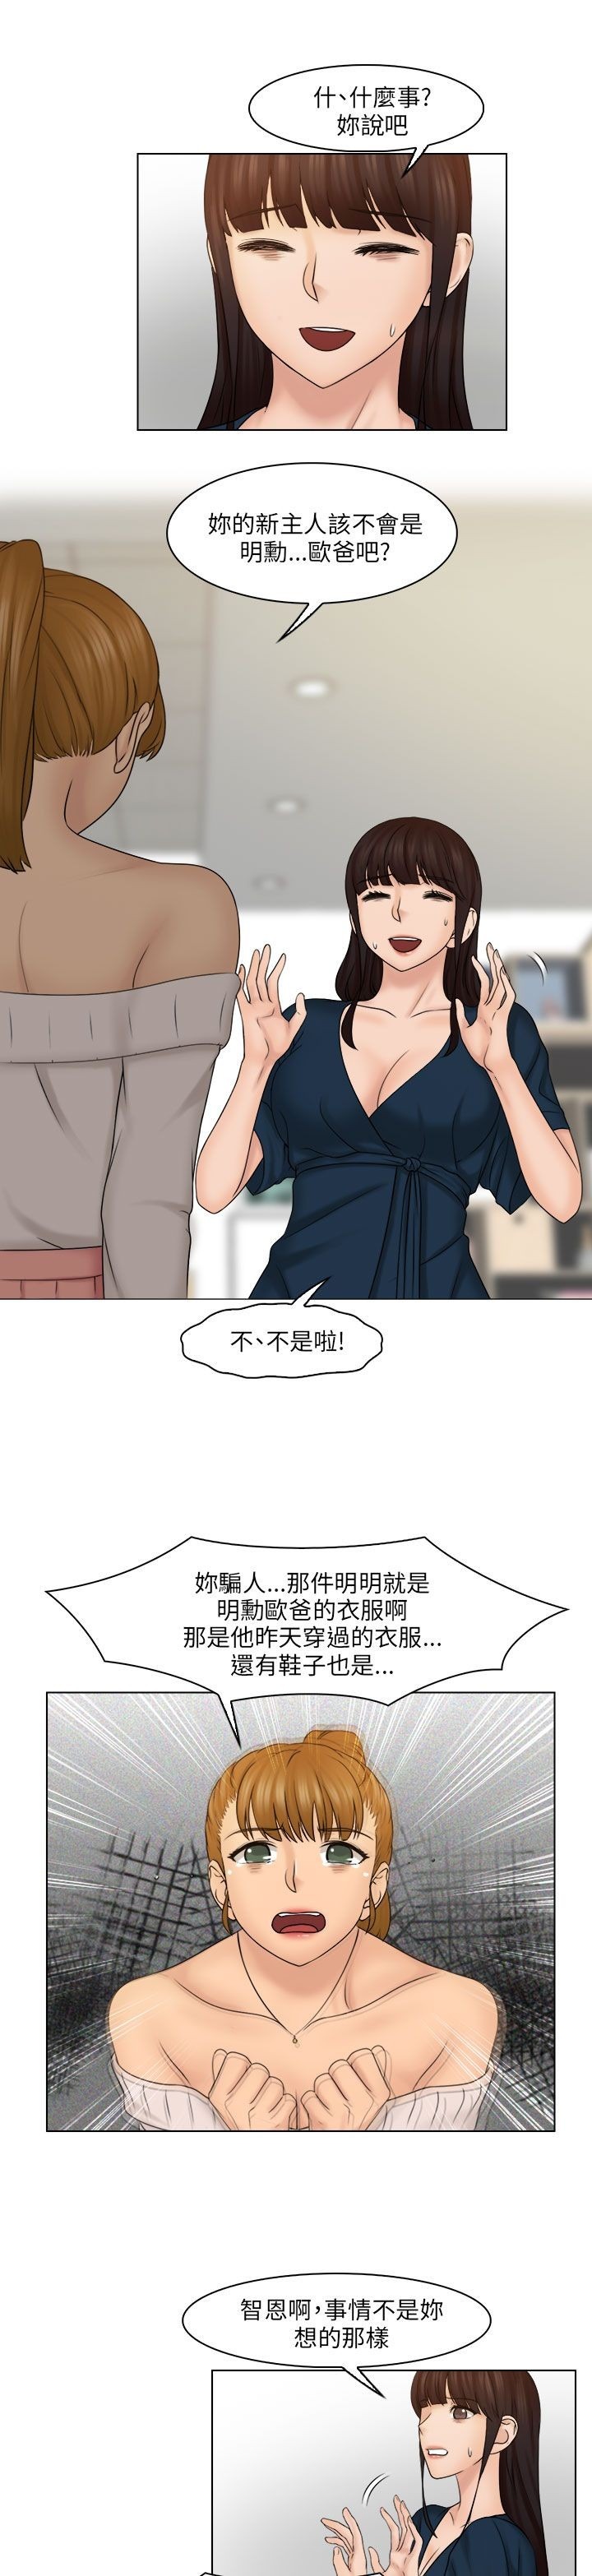 什、什麼事?
妳說吧
妳的新主人該不會是
明勳...歐爸吧?
不、不是啦!
妳騙人...那件明明就是
明勳歐爸的衣服啊
那是他昨天穿過的衣服...
還有鞋子也是...
智恩啊,事情不是妳
想的那樣